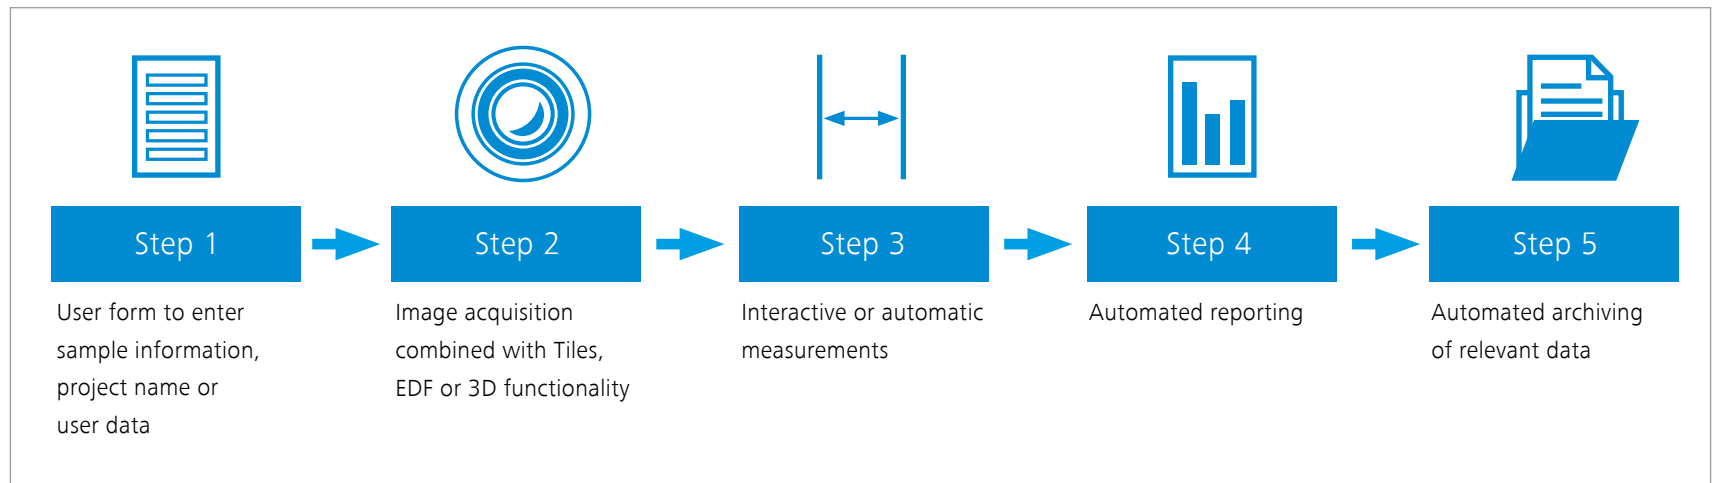 Step 1
User form to enter
sample information,
project name or
user data
Step 2
Image acquisition
combined with Tiles,
EDF or 3D functionality
Step 3
Interactive or automatic
measurements
Step 4
Automated reporting
Step 5
Automated archiving
of relevant data